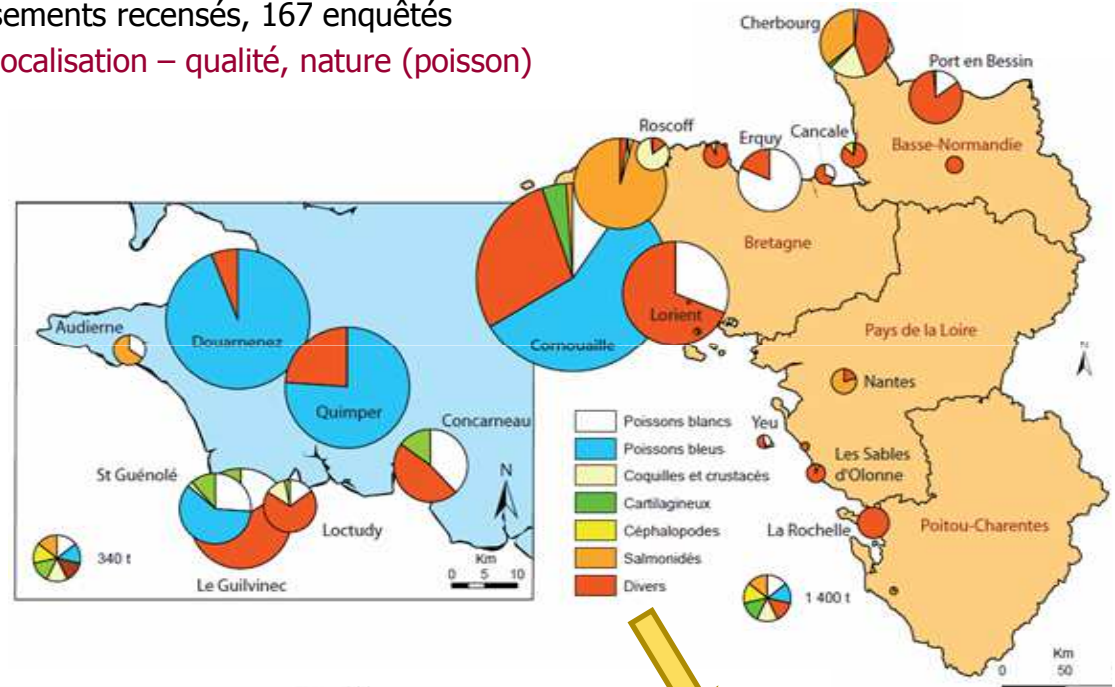 sements recensés, 167 enquêtés
ocalisation – qualité, nature (poisson)
Cherbourg
Port en Bessin
Roscoff
Erquy
Cancale
Basse-Normandie
Bretagne
Lorient
Cornouaille
Pays de la Loire
Nantes
Yeu
Les Sables
d'Olonne
La Rochelle
Poitou-Charentes
Audierne
Douarnenez
Quimper
Concarneau
St Guénolé
Loctudy
Le Guilvinec
340 t
N
Km
0 5 10
Poissons blancs
Poissons bleus
Coquilles et crustacés
Cartilagineux
Céphalopodes
Salmonidés
Divers
1 400 t
N
Km
0 50